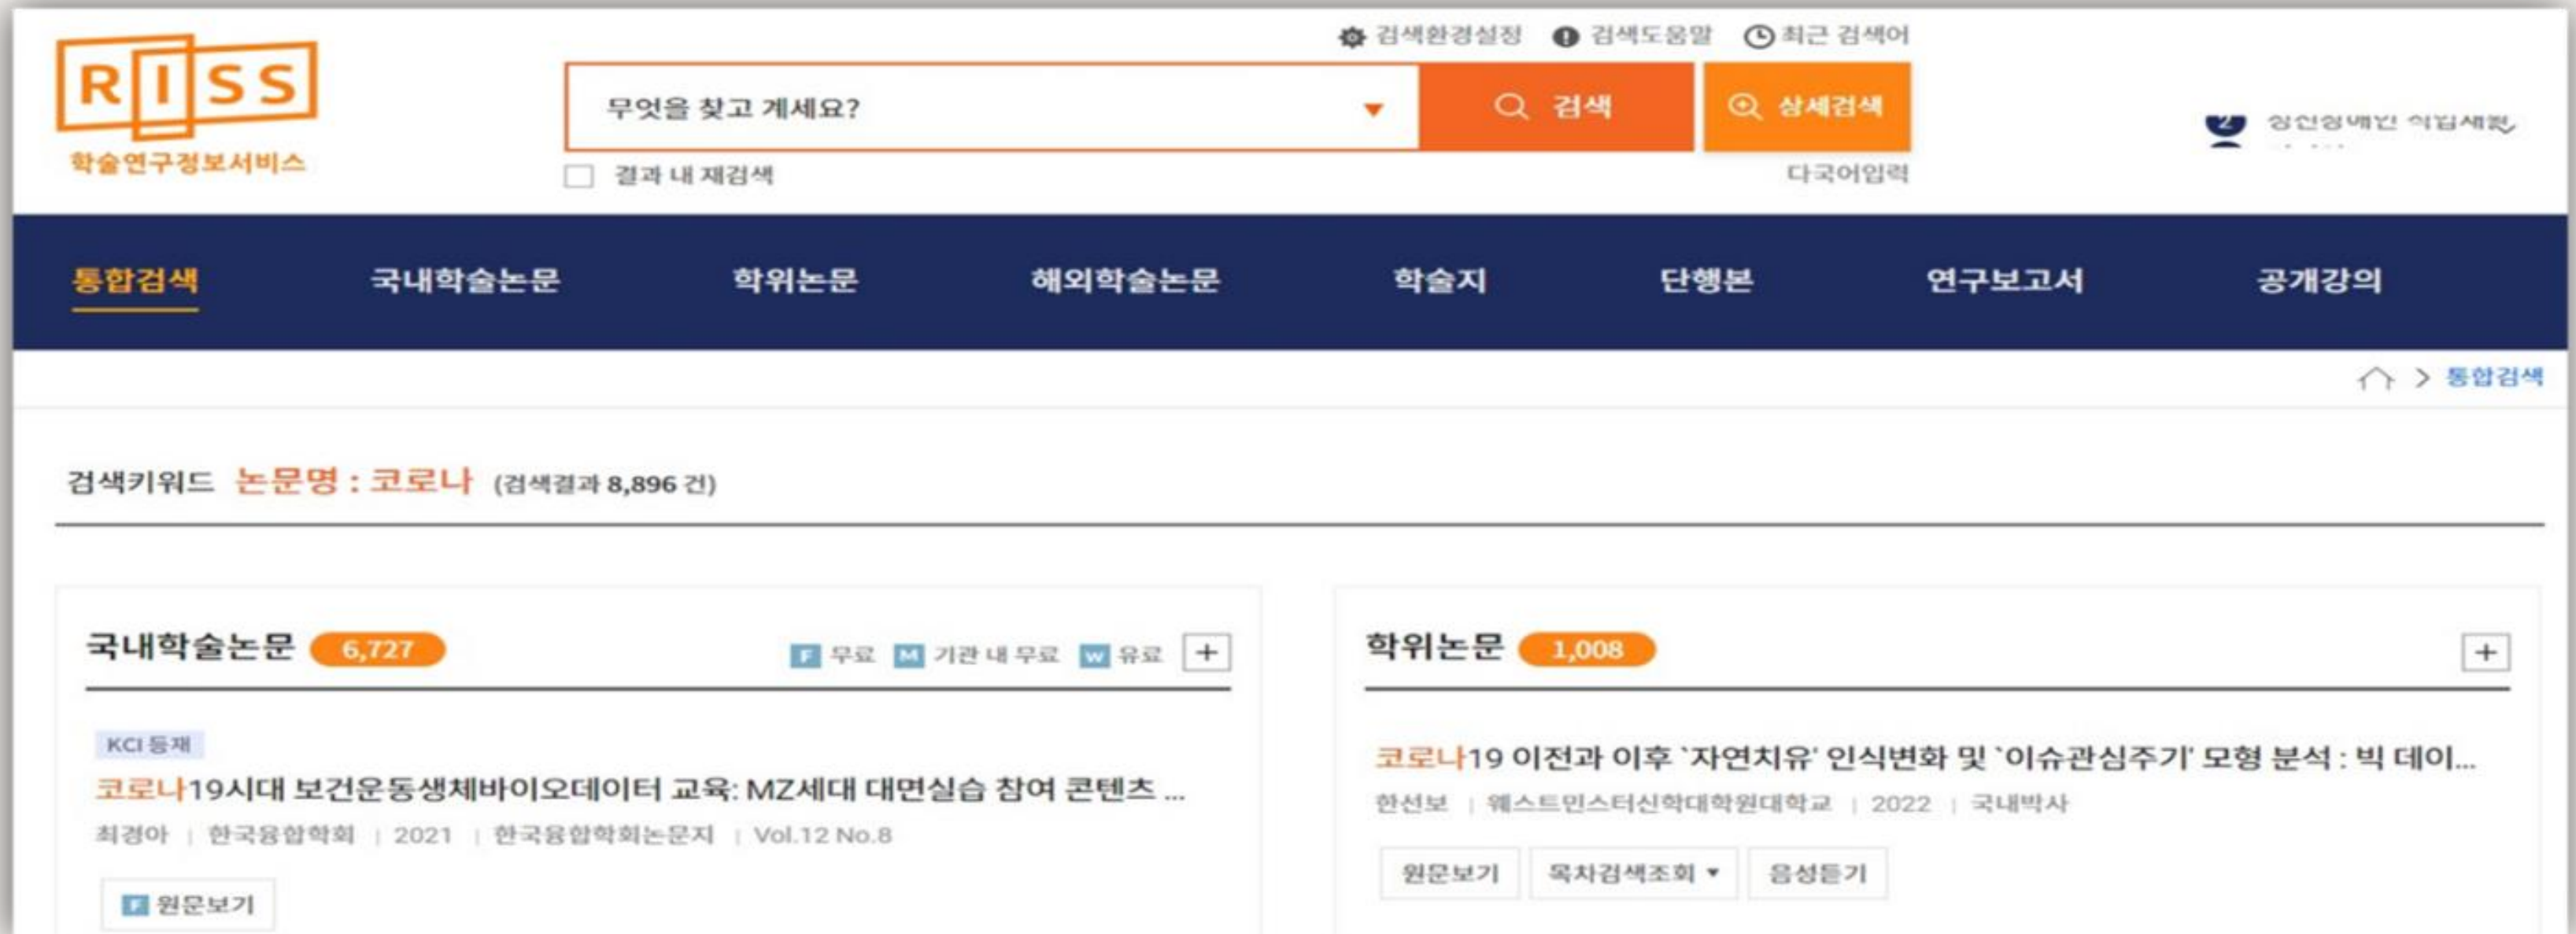 검색환경설정 검색도움말 최근 검색어
RISS
학술연구정보서비스
무엇을 찾고 계세요? 검색 상세검색
2
결과 내 재검색 다국어입력
통합검색 국내학술논문 학위논문 해외학술논문 학술지 단행본 연구보고서 공개강의
> 통합검색
검색키워드 논문명 : 코로나 (검색결과 8,896 건)
국내학술논문 6,727 F 무료 M 기관 내 무료 W 유료 +
KCI 등재
코로나19시대 보건운동생체바이오데이터 교육: MZ세대 대면실습 참여 콘텐츠 ...
최경아 | 한국융합학회 | 2021 | 한국융합학회논문지 | Vol.12 No.8
F 원문보기
학위논문 1,008 +
코로나19 이전과 이후 `자연치유' 인식변화 및 `이슈관심주기' 모형 분석 : 빅 데이...
한선보 | 웨스트민스터신학대학원대학교 | 2022 | 국내박사
원문보기 목차검색조회 ▼ 음성듣기